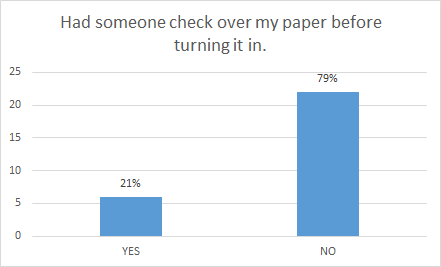 Had someone check over my paper before
turning it in.
25
79%
20
15
10
21%
5
0
YES NO